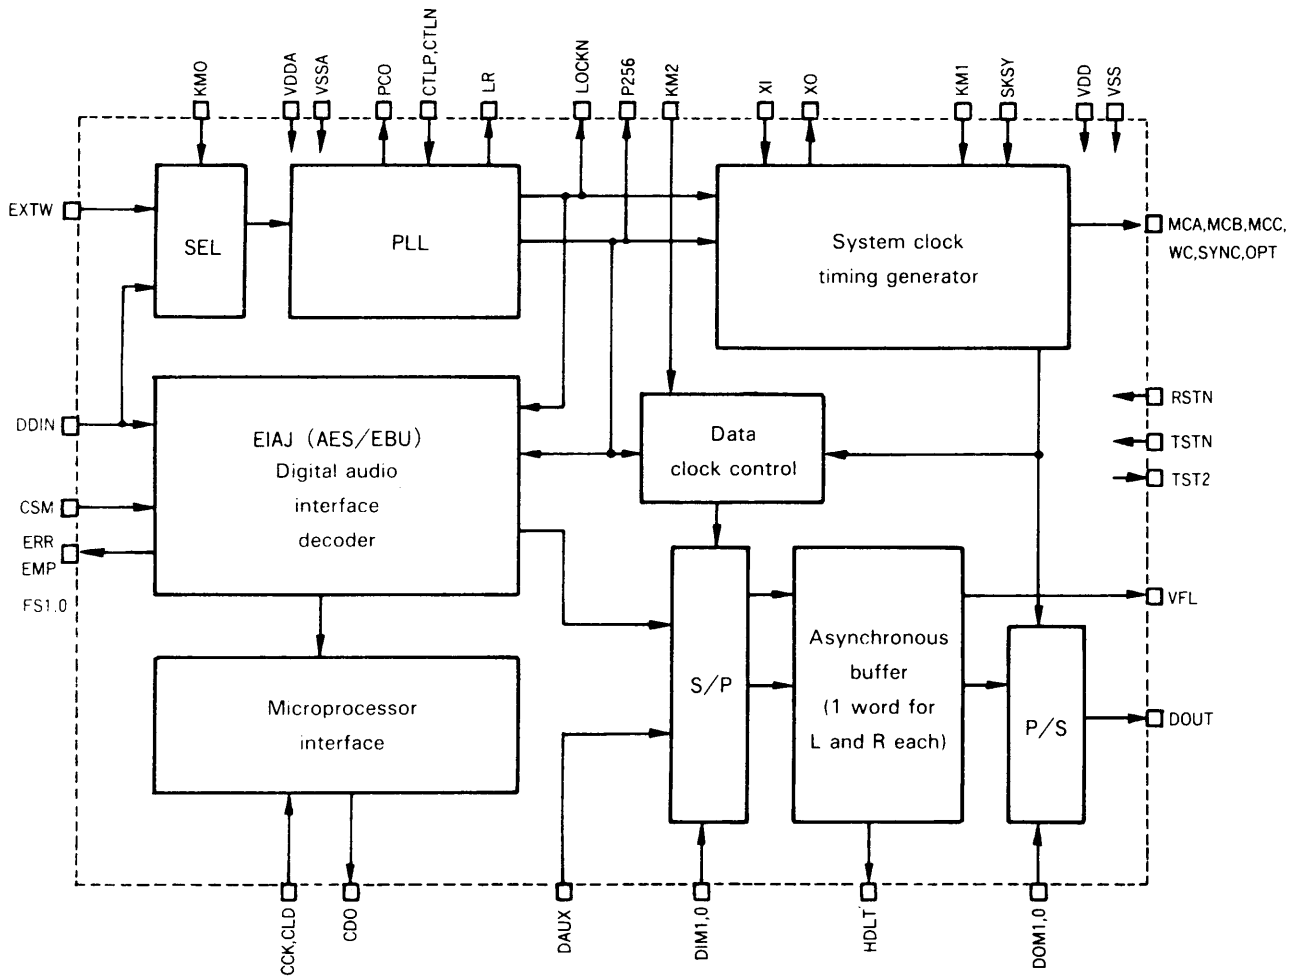 KM0
VDDA
VSSA
PCO
CTLP,CTLN
LR
LOCKN
P256
KM2
XI
XO
KM1
SKSY
VDD
VSS
EXTW
SEL
PLL
System clock
timing generator
MCA,MCB,MCC,
WC,SYNC,OPT
DDIN
EIAJ (AES/EBU)
Digital audio
interface
decoder
Data
clock control
RSTN
TSTN
TST2
CSM
ERR
EMP
FS1.0
Microprocessor
interface
S/P
Asynchronous
buffer
(1 word for
L and R each)
P/S
VFL
DOUT
CCK,CLD
CDO
DAUX
DIM1,0
HDLT
DOM1,0